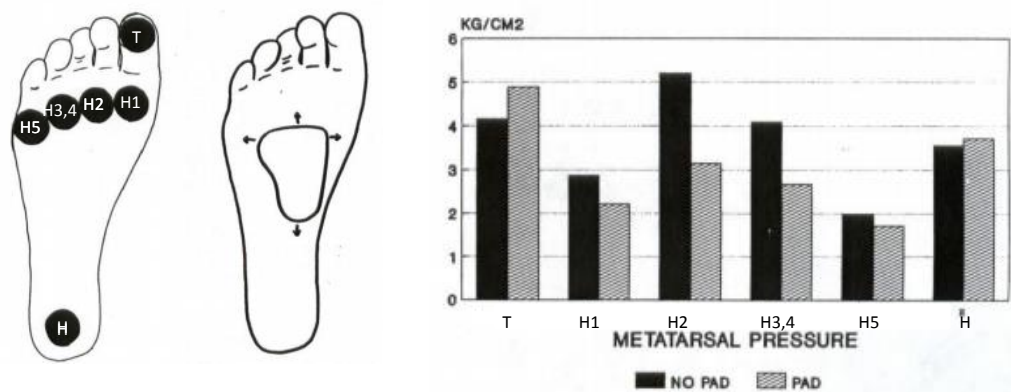 T
H5
H3,4
H2
H1
H
KG/CM2
6
5
4
3
2
1
0
T H1 H2 H3,4 H5 H
METATARSAL PRESSURE
NO PAD PAD